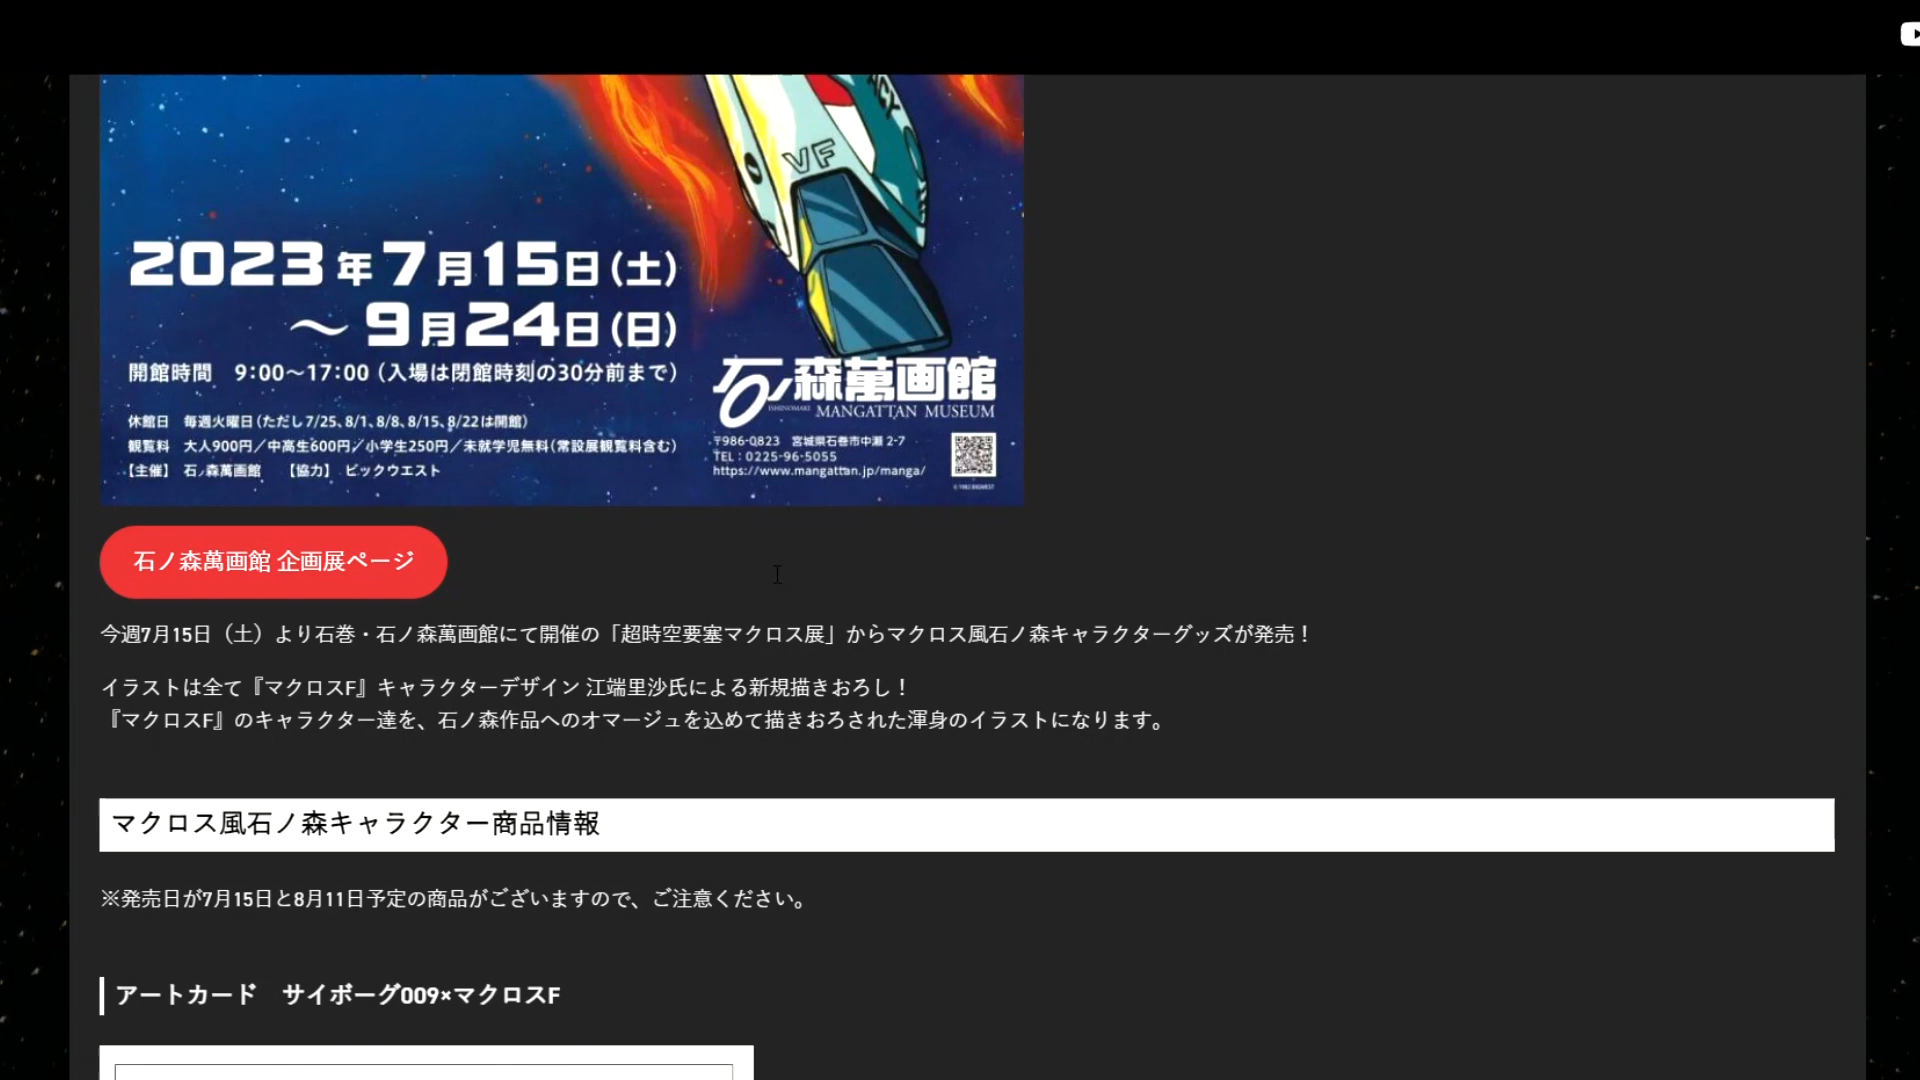 VF
2023年7月15日(土)
～9月24日(日)
開館時間 9:00～17:00（入場は閉館時刻の30分前まで）
休館日 毎週火曜日（ただし7/25、8/1、8/8、8/15、8/22は開館）
観覧料 大人900円／中高生600円／小学生250円／未就学児無料（常設展観覧料含む）
【主催】 石ノ森萬画館 【協力】 ビックウエスト
石ノ森萬画館
ISHINOMAKI MANGATTAN MUSEUM
〒986-0823 宮城県石巻市中瀬 2-7
TEL：0225-96-5055
https://www.mangattan.jp/manga/
石ノ森萬画館 企画展ページ
今週7月15日（土）より石巻・石ノ森萬画館にて開催の「超時空要塞マクロス展」からマクロス風石ノ森キャラクターグッズが発売！
イラストは全て『マクロスF』キャラクターデザイン 江端里沙氏による新規描きおろし！
『マクロスF』のキャラクター達を、石ノ森作品へのオマージュを込めて描きおろされた渾身のイラストになります。
マクロス風石ノ森キャラクター商品情報
※発売日が7月15日と8月11日予定の商品がございますので、ご注意ください。
アートカード　サイボーグ009×マクロスF